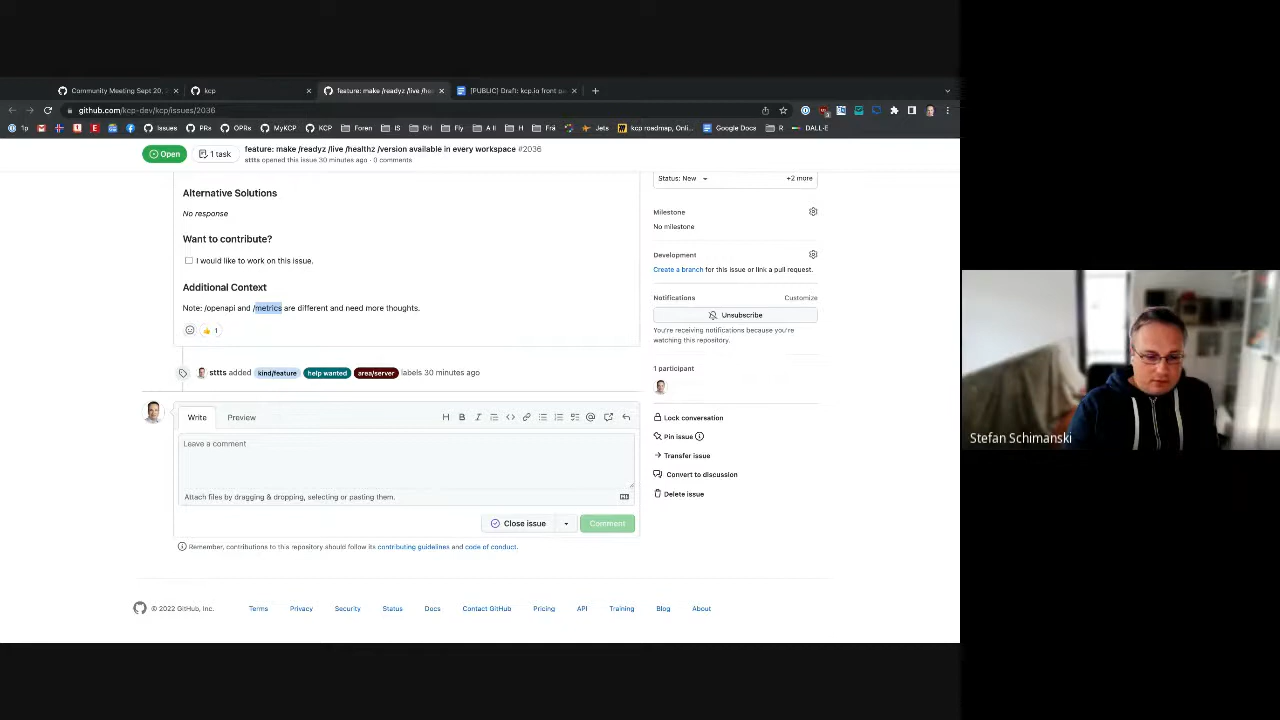 Community Meeting Sept 20,
kcp
feature: make /readyz /live /hea
[PUBLIC] Draft: kcp.io front pa
github.com/kcp-dev/kcp/issues/2036
1p
Issues
PRs
OPRs
MyKCP
KCP
Foren
IS
RH
Fly
A II
H
Frä
Jets
kcp roadmap, Onl...
Google Docs
R
DALL-E
Open
1 task
feature: make /readyz /live /healthz /version available in every workspace #2036
sttts opened this issue 30 minutes ago · 0 comments
Status: New
+2 more
Alternative Solutions
No response
Want to contribute?
I would like to work on this issue.
Additional Context
Note: /openapi and /metrics are different and need more thoughts.
1
sttts added kind/feature help wanted area/server labels 30 minutes ago
Write
Preview
Leave a comment
Attach files by dragging & dropping, selecting or pasting them.
Close issue
Comment
Remember, contributions to this repository should follow its contributing guidelines and code of conduct.
Milestone
No milestone
Development
Create a branch for this issue or link a pull request.
Notifications
Customize
Unsubscribe
You're receiving notifications because you're
watching this repository.
1 participant
Lock conversation
Pin issue
Transfer issue
Convert to discussion
Delete issue
© 2022 GitHub, Inc.
Terms
Privacy
Security
Status
Docs
Contact GitHub
Pricing
API
Training
Blog
About
Stefan Schimanski